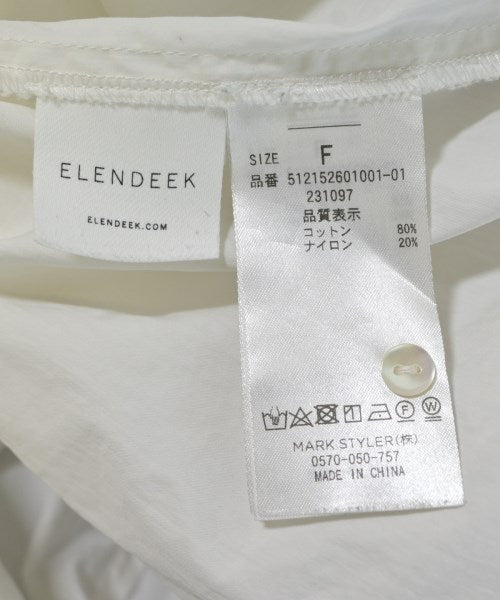 ELENDEEK
ELENDEEK.COM
SIZE F
品番 512152601001-01
231097
品質表示
コットン 80%
ナイロン 20%
F W
MARK STYLER(株)
0570-050-757
MADE IN CHINA